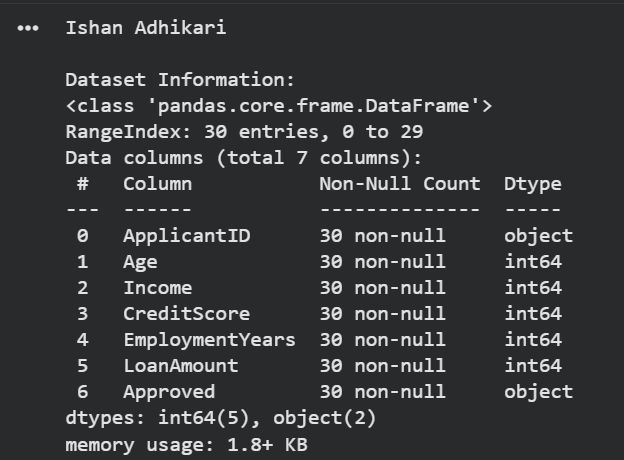 ••• Ishan Adhikari
Dataset Information:
<class 'pandas.core.frame.DataFrame'>
RangeIndex: 30 entries, 0 to 29
Data columns (total 7 columns):
 #   Column           Non-Null Count  Dtype
---  ------           --------------  -----
 0   ApplicantID      30 non-null     object
 1   Age              30 non-null     int64
 2   Income           30 non-null     int64
 3   CreditScore      30 non-null     int64
 4   EmploymentYears  30 non-null     int64
 5   LoanAmount       30 non-null     int64
 6   Approved         30 non-null     object
dtypes: int64(5), object(2)
memory usage: 1.8+ KB